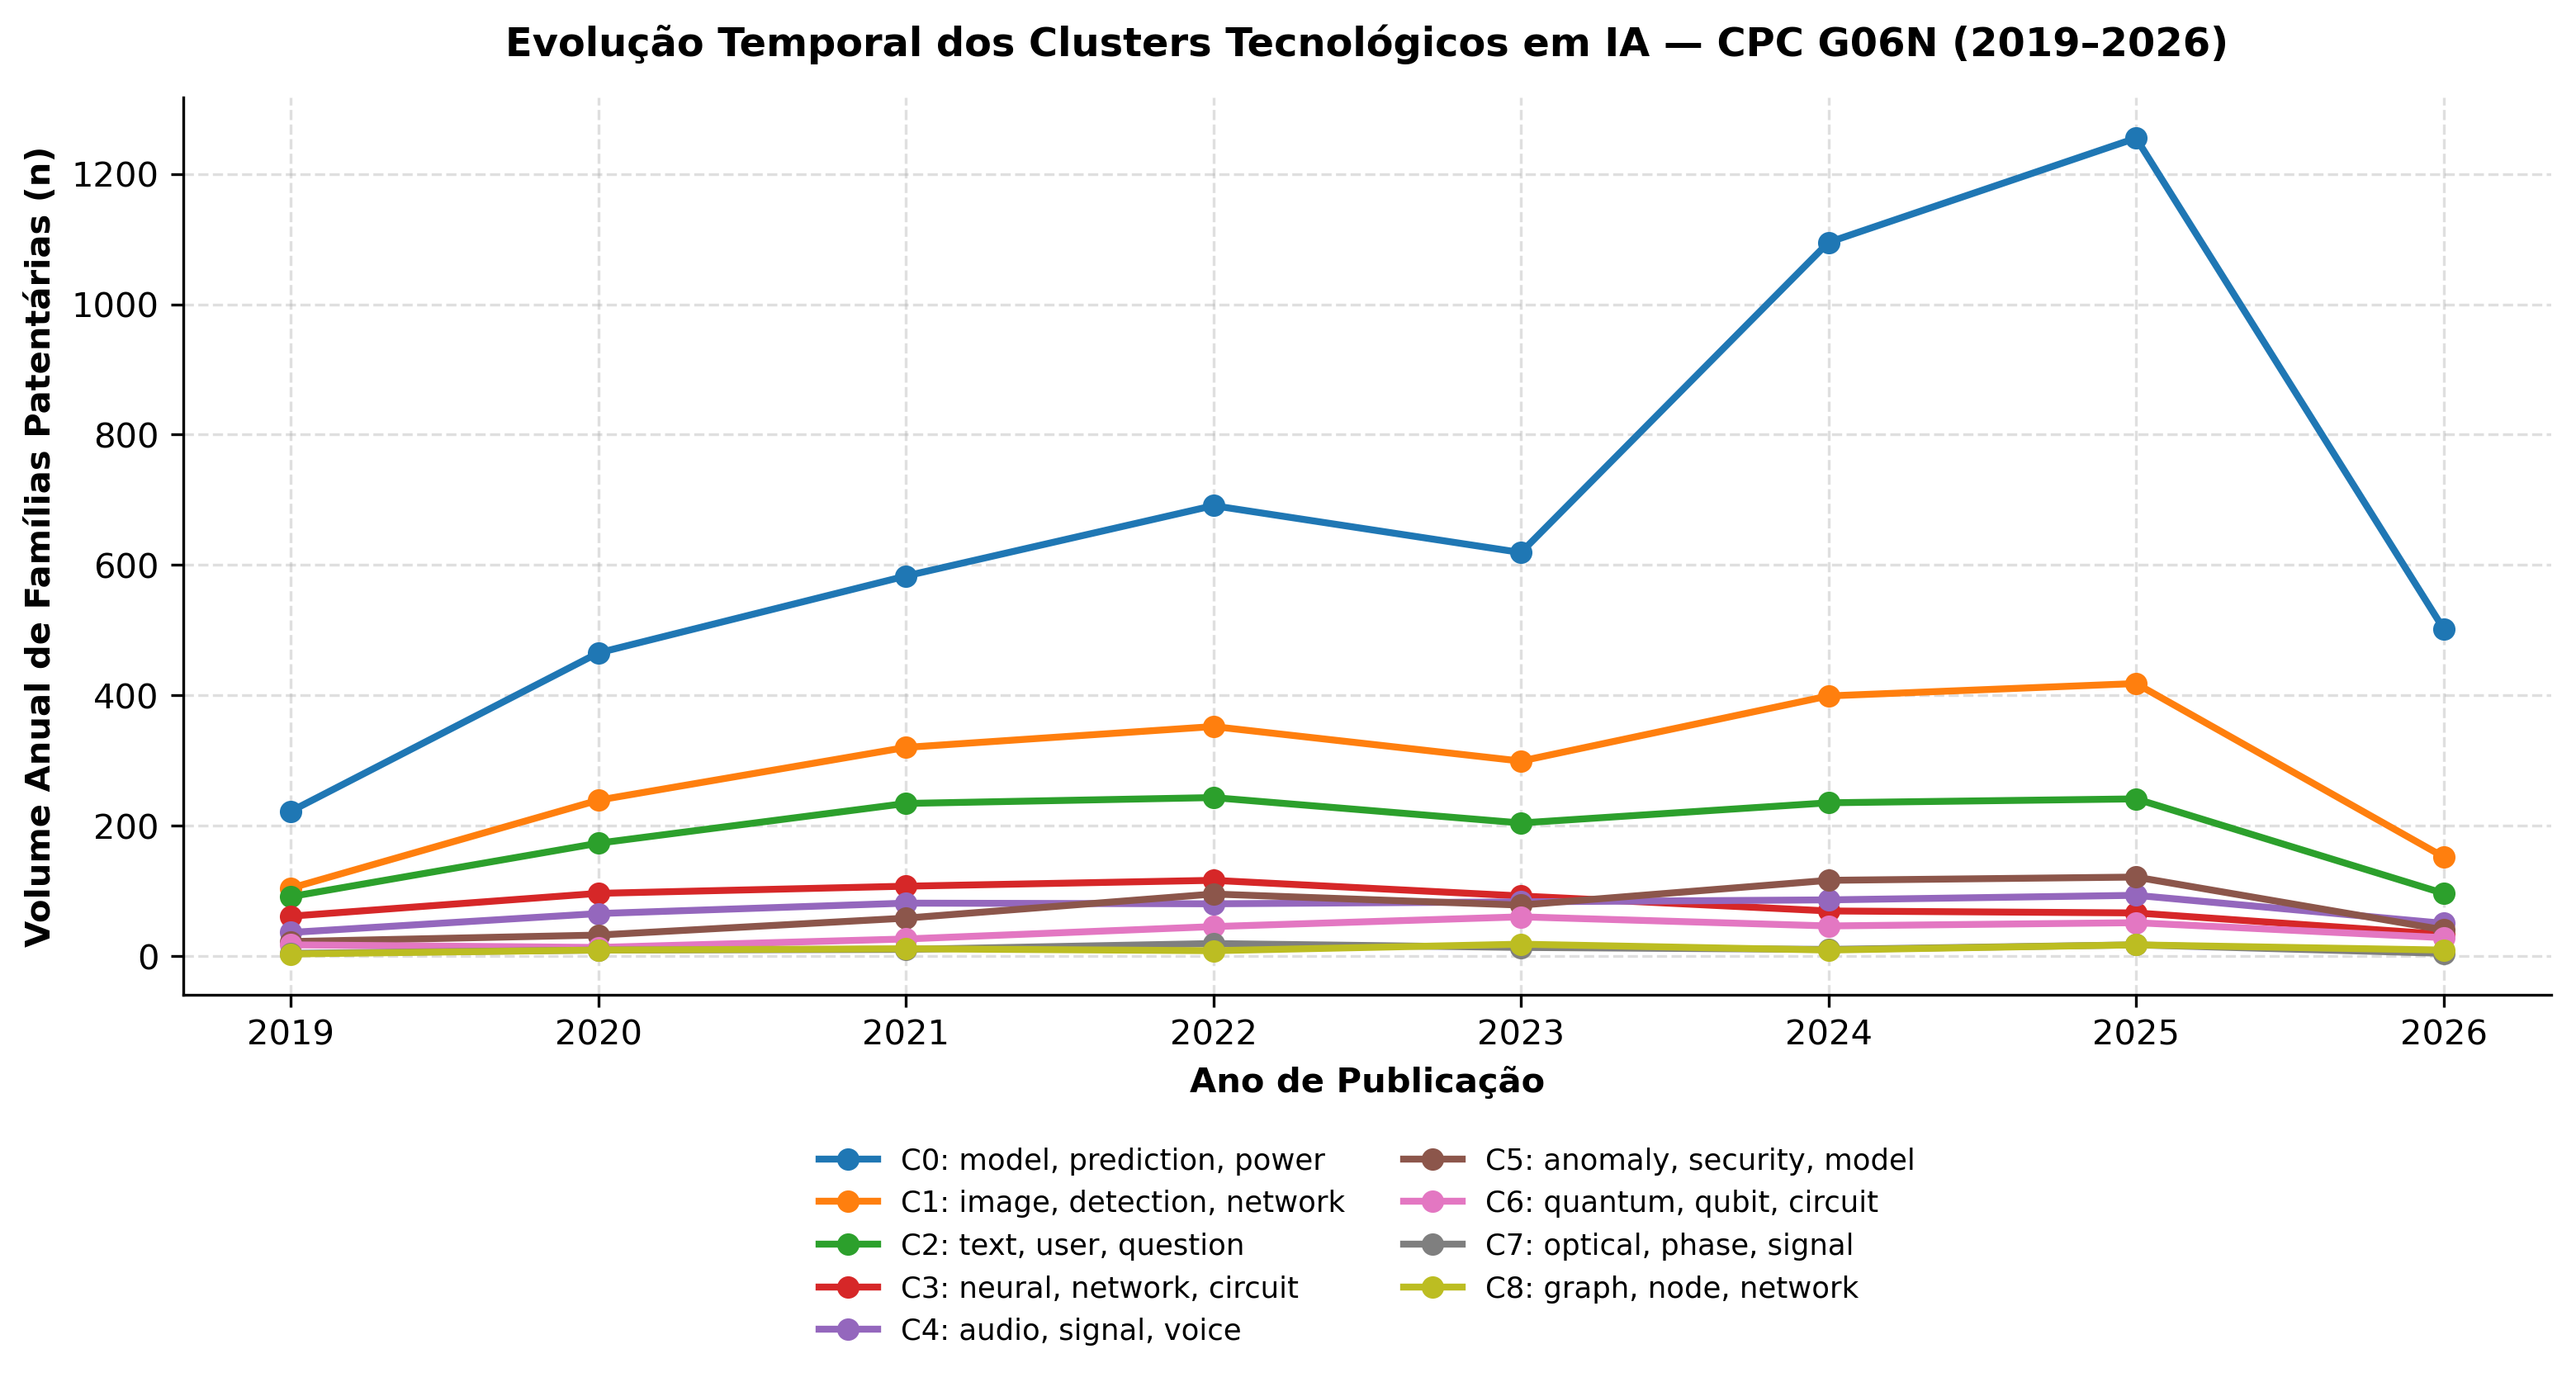 Evolução Temporal dos Clusters Tecnológicos em IA — CPC G06N (2019–2026)
Volume Anual de Famílias Patentárias (n)
1200
1000
800
600
400
200
0
2019 2020 2021 2022 2023 2024 2025 2026
Ano de Publicação
C0: model, prediction, power
C1: image, detection, network
C2: text, user, question
C3: neural, network, circuit
C4: audio, signal, voice
C5: anomaly, security, model
C6: quantum, qubit, circuit
C7: optical, phase, signal
C8: graph, node, network